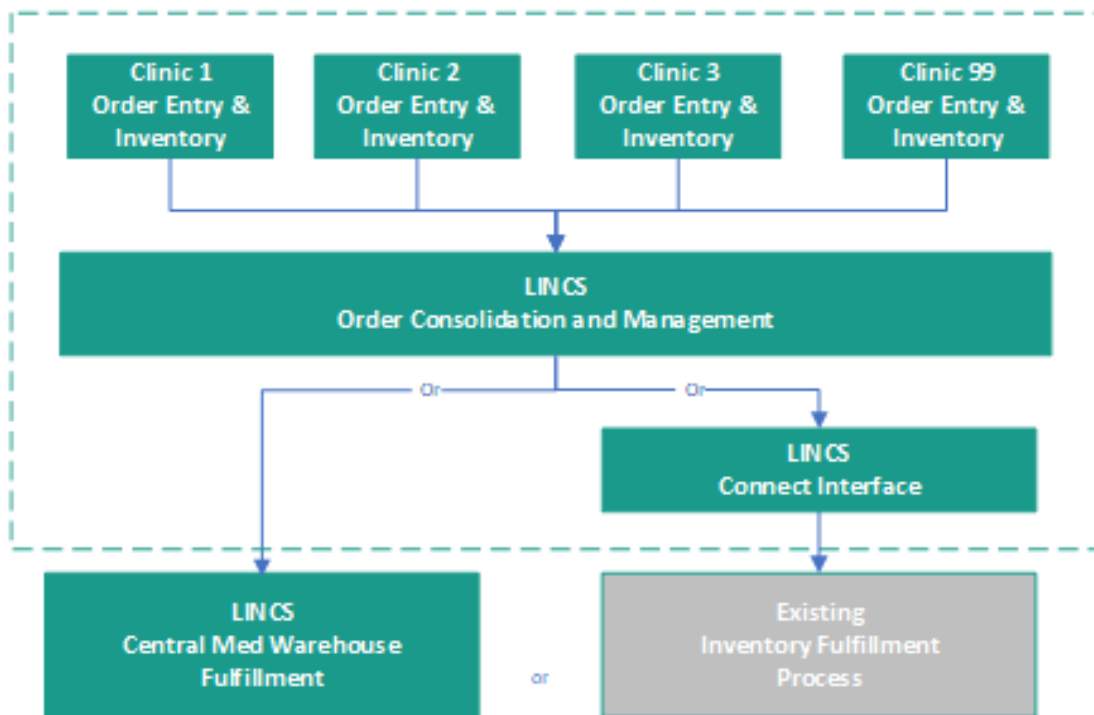 Clinic 1
Order Entry &
Inventory
Clinic 2
Order Entry &
Inventory
Clinic 3
Order Entry &
Inventory
Clinic 99
Order Entry &
Inventory
LINCS
Order Consolidation and Management
Or
Or
LINCS
Connect Interface
LINCS
Central Med Warehouse
Fulfillment
or
Existing
Inventory Fulfillment
Process